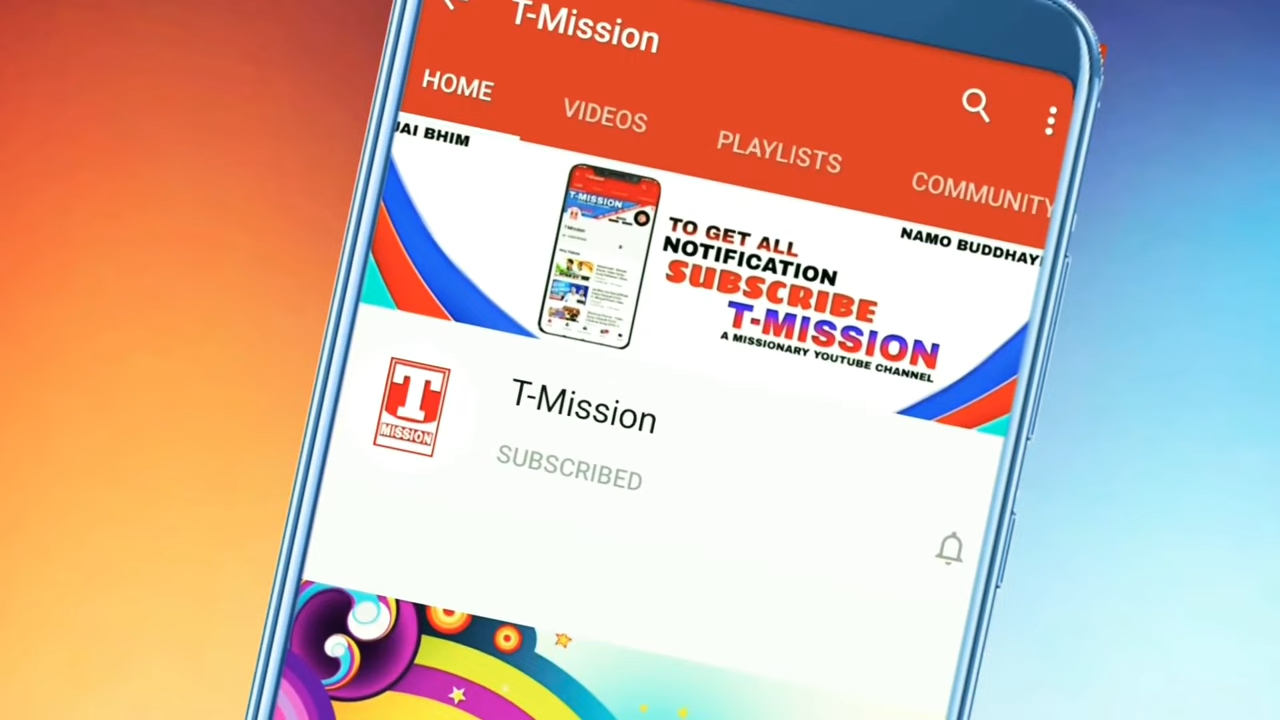 T-Mission
HOME
VIDEOS
PLAYLISTS
COMMUNITY
JAI BHIM
NAMO BUDDHAY
T-MISSION
TO GET ALL
NOTIFICATION
SUBSCRIBE
T-MISSION
A MISSIONARY YOUTUBE CHANNEL
T
MISSION
T-Mission
SUBSCRIBED